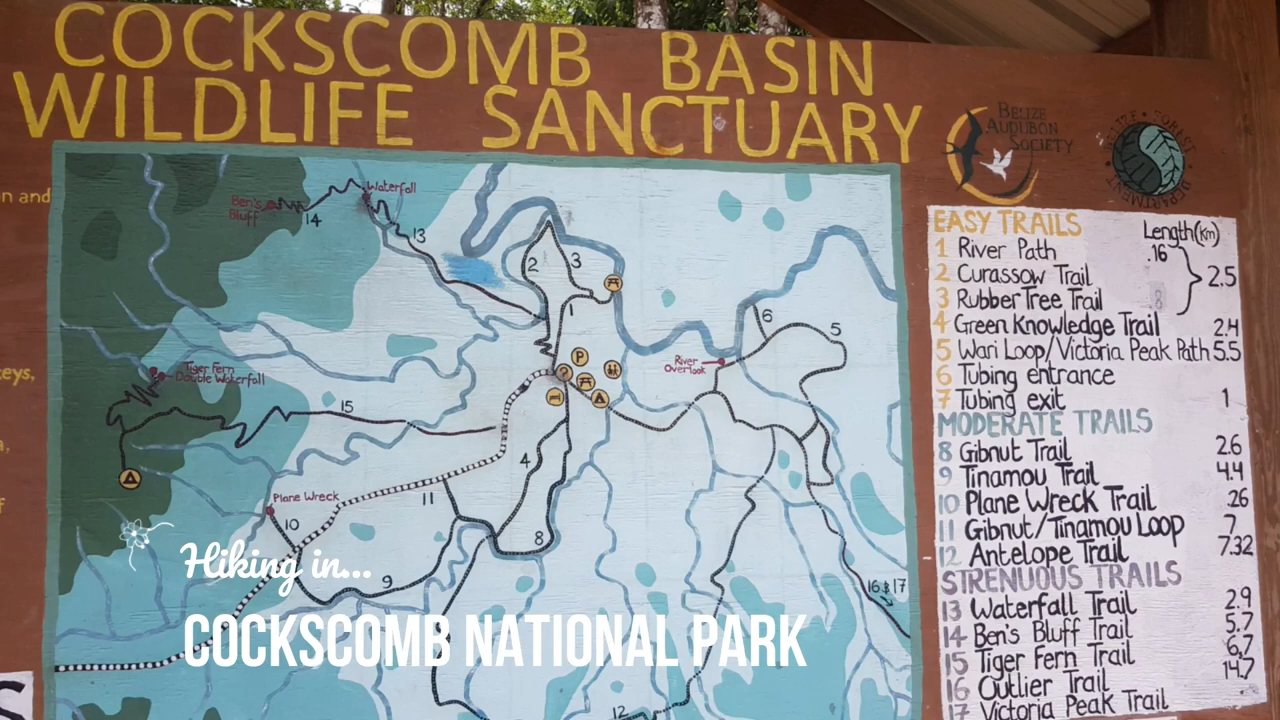 COCKSCOMB BASIN
WILDLIFE SANCTUARY
BELIZE
AUDUBON
SOCIETY
BELIZE FOREST
DEPARTMENT
on and
Waterfall
Ben's
Bluff
14
13
2
3
1
6
5
P
?
River
Overlook
Tiger Fern
Double Waterfall
eys,
15
4
Plane Wreck
11
10
8
9
16 & 17
12
EASY TRAILS Length(km)
1 River Path .16
2 Curassow Trail 2.5
3 Rubber Tree Trail
4 Green Knowledge Trail 2.4
5 Wari Loop/Victoria Peak Path 5.5
6 Tubing entrance
7 Tubing exit 1
MODERATE TRAILS
8 Gibnut Trail 2.6
9 Tinamou Trail 4.4
10 Plane Wreck Trail .26
11 Gibnut/Tinamou Loop 7
12 Antelope Trail 7.32
STRENUOUS TRAILS
13 Waterfall Trail 2.9
14 Ben's Bluff Trail 5.7
15 Tiger Fern Trail 6.7
16 Outlier Trail 14.7
17 Victoria Peak Trail
Hiking in...
COCKSCOMB NATIONAL PARK